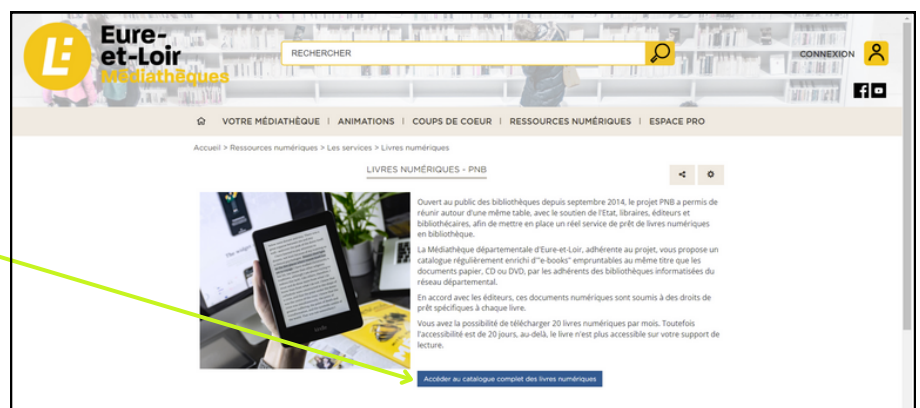 Eure-
et-Loir
Médiathèques
RECHERCHER
CONNEXION
VOTRE MÉDIATHÈQUE | ANIMATIONS | COUPS DE COEUR | RESSOURCES NUMÉRIQUES | ESPACE PRO
Accueil > Ressources numériques > Les services > Livres numériques
LIVRES NUMÉRIQUES - PNB
Ouvert au public des bibliothèques depuis septembre 2014, le projet PNB a permis de
réunir autour d'une même table, avec le soutien de l'Etat, libraires, éditeurs et
bibliothécaires, afin de mettre en place un réel service de prêt de livres numériques
en bibliothèque.
La Médiathèque départementale d'Eure-et-Loir, adhérente au projet, vous propose un
catalogue régulièrement enrichi d'"e-books" empruntables au même titre que les
documents papier, CD ou DVD, par les adhérents des bibliothèques informatisées du
réseau départemental.
En accord avec les éditeurs, ces documents numériques sont soumis à des droits de
prêt spécifiques à chaque livre.
Vous avez la possibilité de télécharger 20 livres numériques par mois. Toutefois
l'accessibilité est de 20 jours, au-delà, le livre n'est plus accessible sur votre support de
lecture.
kindle
Accéder au catalogue complet des livres numériques